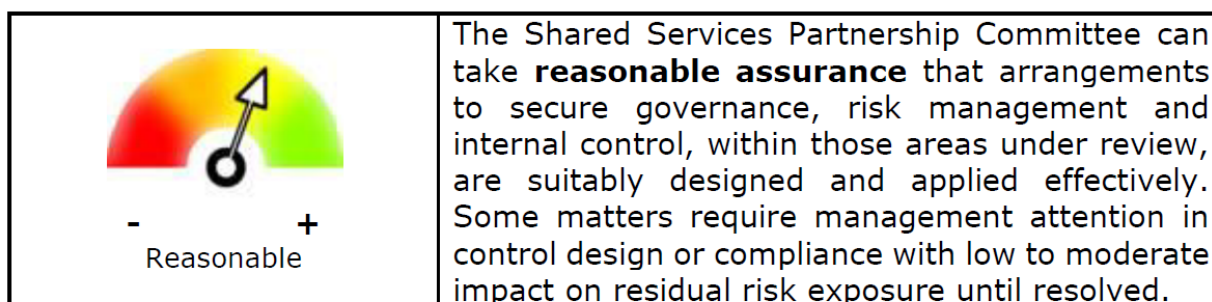 - +
Reasonable
The Shared Services Partnership Committee can
take reasonable assurance that arrangements
to secure governance, risk management and
internal control, within those areas under review,
are suitably designed and applied effectively.
Some matters require management attention in
control design or compliance with low to moderate
impact on residual risk exposure until resolved.